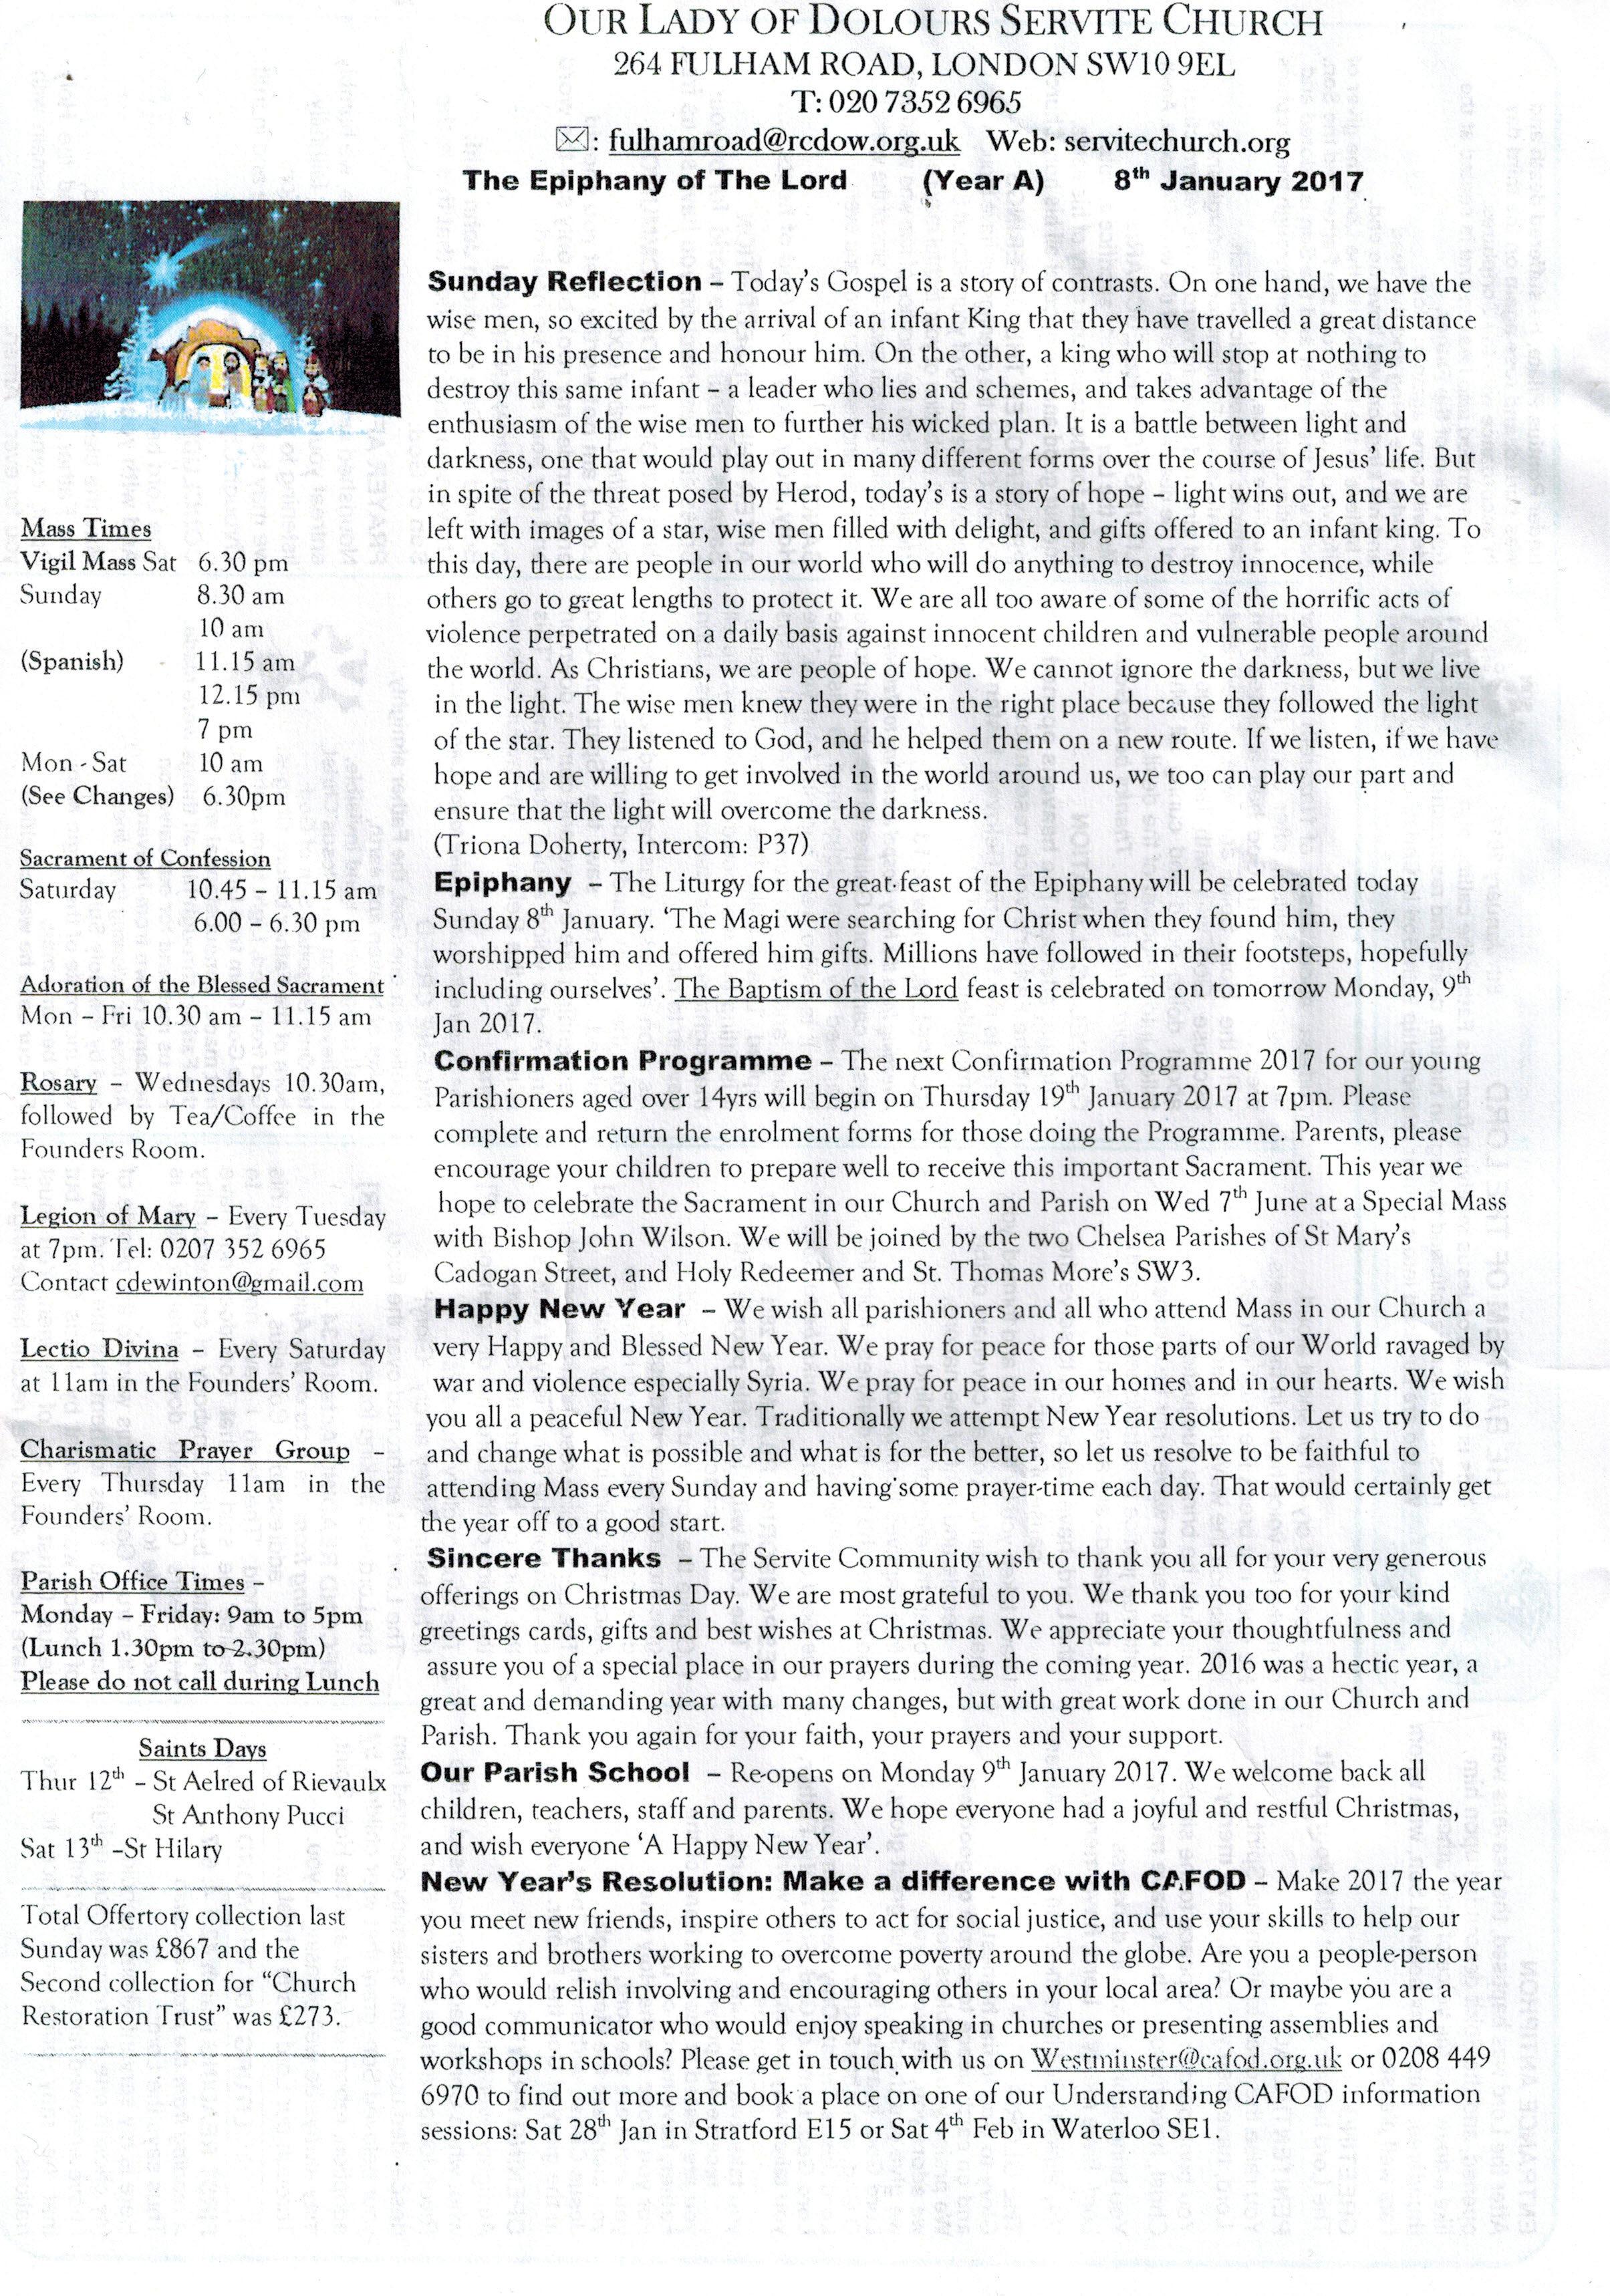 OUR LADY OF DOLOURS SERVITE CHURCH
264 FULHAM ROAD, LONDON SW10 9EL
T: 020 7352 6965
✉: fulhamroad@rcdow.org.uk Web: servitechurch.org
The Epiphany of The Lord (Year A) 8th January 2017
Mass Times
Vigil Mass Sat 6.30 pm
Sunday 8.30 am
10 am
(Spanish) 11.15 am
12.15 pm
7 pm
Mon - Sat 10 am
(See Changes) 6.30pm
Sacrament of Confession
Saturday 10.45 – 11.15 am
6.00 – 6.30 pm
Adoration of the Blessed Sacrament
Mon – Fri 10.30 am – 11.15 am
Rosary – Wednesdays 10.30am,
followed by Tea/Coffee in the
Founders Room.
Legion of Mary – Every Tuesday
at 7pm. Tel: 0207 352 6965
Contact cdewinton@gmail.com
Lectio Divina – Every Saturday
at 11am in the Founders' Room.
Charismatic Prayer Group –
Every Thursday 11am in the
Founders' Room.
Parish Office Times –
Monday – Friday: 9am to 5pm
(Lunch 1.30pm to 2.30pm)
Please do not call during Lunch
Saints Days
Thur 12th – St Aelred of Rievaulx
St Anthony Pucci
Sat 13th –St Hilary
Total Offertory collection last
Sunday was £867 and the
Second collection for “Church
Restoration Trust” was £273.
Sunday Reflection – Today's Gospel is a story of contrasts. On one hand, we have the
wise men, so excited by the arrival of an infant King that they have travelled a great distance
to be in his presence and honour him. On the other, a king who will stop at nothing to
destroy this same infant – a leader who lies and schemes, and takes advantage of the
enthusiasm of the wise men to further his wicked plan. It is a battle between light and
darkness, one that would play out in many different forms over the course of Jesus' life. But
in spite of the threat posed by Herod, today's is a story of hope – light wins out, and we are
left with images of a star, wise men filled with delight, and gifts offered to an infant king. To
this day, there are people in our world who will do anything to destroy innocence, while
others go to great lengths to protect it. We are all too aware of some of the horrific acts of
violence perpetrated on a daily basis against innocent children and vulnerable people around
the world. As Christians, we are people of hope. We cannot ignore the darkness, but we live
in the light. The wise men knew they were in the right place because they followed the light
of the star. They listened to God, and he helped them on a new route. If we listen, if we have
hope and are willing to get involved in the world around us, we too can play our part and
ensure that the light will overcome the darkness.
(Triona Doherty, Intercom: P37)
Epiphany – The Liturgy for the great feast of the Epiphany will be celebrated today
Sunday 8th January. ‘The Magi were searching for Christ when they found him, they
worshipped him and offered him gifts. Millions have followed in their footsteps, hopefully
including ourselves’. The Baptism of the Lord feast is celebrated on tomorrow Monday, 9th
Jan 2017.
Confirmation Programme – The next Confirmation Programme 2017 for our young
Parishioners aged over 14yrs will begin on Thursday 19th January 2017 at 7pm. Please
complete and return the enrolment forms for those doing the Programme. Parents, please
encourage your children to prepare well to receive this important Sacrament. This year we
hope to celebrate the Sacrament in our Church and Parish on Wed 7th June at a Special Mass
with Bishop John Wilson. We will be joined by the two Chelsea Parishes of St Mary's
Cadogan Street, and Holy Redeemer and St. Thomas More's SW3.
Happy New Year – We wish all parishioners and all who attend Mass in our Church a
very Happy and Blessed New Year. We pray for peace for those parts of our World ravaged by
war and violence especially Syria. We pray for peace in our homes and in our hearts. We wish
you all a peaceful New Year. Traditionally we attempt New Year resolutions. Let us try to do
and change what is possible and what is for the better, so let us resolve to be faithful to
attending Mass every Sunday and having some prayer-time each day. That would certainly get
the year off to a good start.
Sincere Thanks – The Servite Community wish to thank you all for your very generous
offerings on Christmas Day. We are most grateful to you. We thank you too for your kind
greetings cards, gifts and best wishes at Christmas. We appreciate your thoughtfulness and
assure you of a special place in our prayers during the coming year. 2016 was a hectic year, a
great and demanding year with many changes, but with great work done in our Church and
Parish. Thank you again for your faith, your prayers and your support.
Our Parish School – Re-opens on Monday 9th January 2017. We welcome back all
children, teachers, staff and parents. We hope everyone had a joyful and restful Christmas,
and wish everyone ‘A Happy New Year’.
New Year's Resolution: Make a difference with CAFOD – Make 2017 the year
you meet new friends, inspire others to act for social justice, and use your skills to help our
sisters and brothers working to overcome poverty around the globe. Are you a people-person
who would relish involving and encouraging others in your local area? Or maybe you are a
good communicator who would enjoy speaking in churches or presenting assemblies and
workshops in schools? Please get in touch with us on Westminster@cafod.org.uk or 0208 449
6970 to find out more and book a place on one of our Understanding CAFOD information
sessions: Sat 28th Jan in Stratford E15 or Sat 4th Feb in Waterloo SE1.